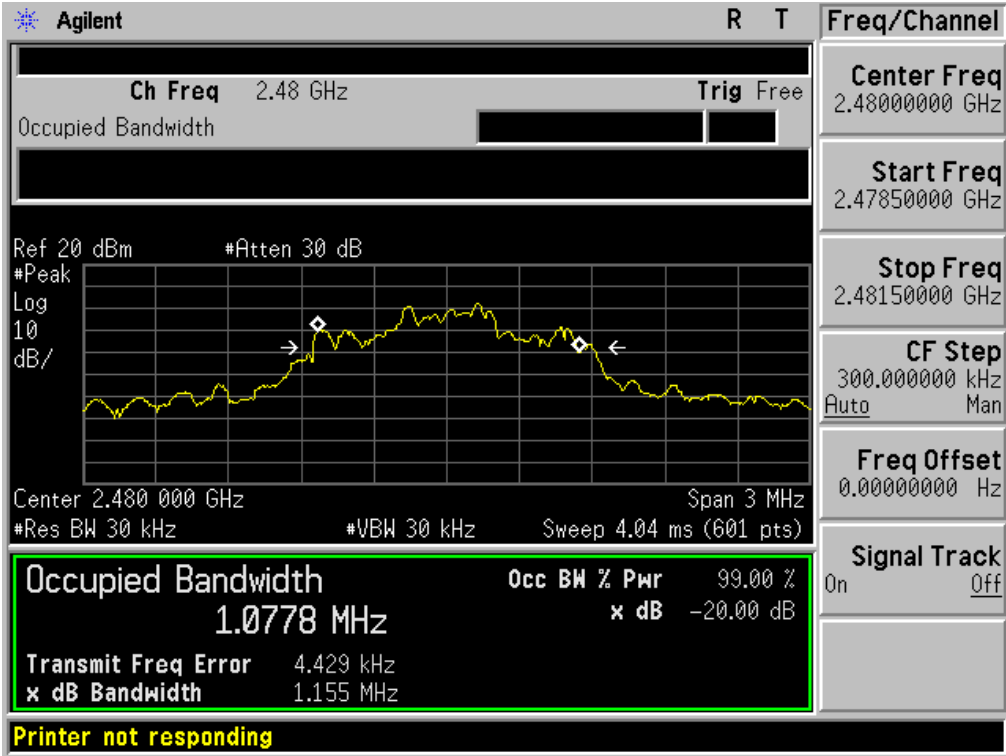 Agilent R T Freq/Channel
Ch Freq 2.48 GHz Trig Free
Occupied Bandwidth
Center Freq
2.48000000 GHz
Start Freq
2.47850000 GHz
Stop Freq
2.48150000 GHz
CF Step
300.000000 kHz
Auto Man
Freq Offset
0.00000000 Hz
Signal Track
On Off
Ref 20 dBm #Atten 30 dB
#Peak
Log
10
dB/
Center 2.480 000 GHz Span 3 MHz
#Res BW 30 kHz #VBW 30 kHz Sweep 4.04 ms (601 pts)
Occupied Bandwidth
1.0778 MHz
Occ BW % Pwr 99.00 %
x dB -20.00 dB
Transmit Freq Error 4.429 kHz
x dB Bandwidth 1.155 MHz
Printer not responding